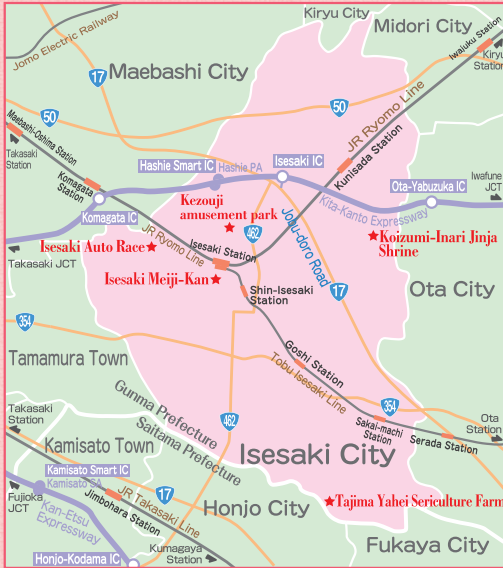 Kiryu City
Midori City
Jomo Electric Railway
17
Maebashi City
Iwajuku Station
Kiryu
Station
50
50
JR Ryomo Line
Maebashi-Oshima Station
Takasaki
Station
Komagata
Station
Hashie Smart IC
Hashie PA
Isesaki IC
Kunisada Station
Iwafune
JCT
Ota-Yabuzuka IC
Kita-Kanto Expressway
Komagata IC
Kezouji
amusement park
462
Jobu-doro Road
Koizumi-Inari Jinja
Shrine
Isesaki Auto Race
JR Ryomo Line
Isesaki Station
Takasaki JCT
Isesaki Meiji-Kan
Shin-Isesaki
Station
17
Ota City
354
Goshi Station
Tamamura Town
Tobu Isesaki Line
354
Gunma Prefecture
Saitama Prefecture
462
Takasaki
Station
Sakai-machi
Station
Serada Station
Ota
Station
Kamisato Town
Isesaki City
Kamisato Smart IC
Kamisato SA
Fujioka
JCT
Kan-Etsu
Expressway
JR Takasaki Line
17
Jimbohara Station
Honjo City
Tajima Yahei Sericulture Farm
Kumagaya
Station
Fukaya City
Honjo-Kodama IC